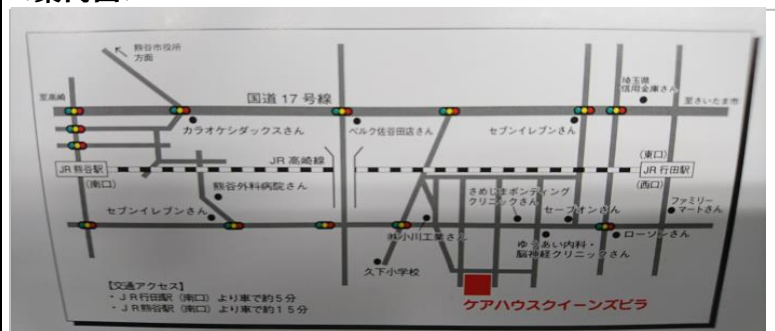 熊谷市役所
方面
至高崎
国道17号線
埼玉県
信用金庫さん
至さいたま市
カラオケシダックスさん
ベルク佐谷田店さん
セブンイレブンさん
JR 高崎線
(東口)
JR 熊谷駅
(南口)
JR 行田駅
(西口)
熊谷外科病院さん
さめじまボンディング
クリニックさん
セーブオンさん
ファミリー
マートさん
セブンイレブンさん
㈱小川工業さん
ゆうあい内科・
脳神経クリニックさん
ローソンさん
久下小学校
【交通アクセス】
・JR行田駅（南口）より車で約5分
・JR熊谷駅（南口）より車で約15分
ケアハウスクイーンズビラ